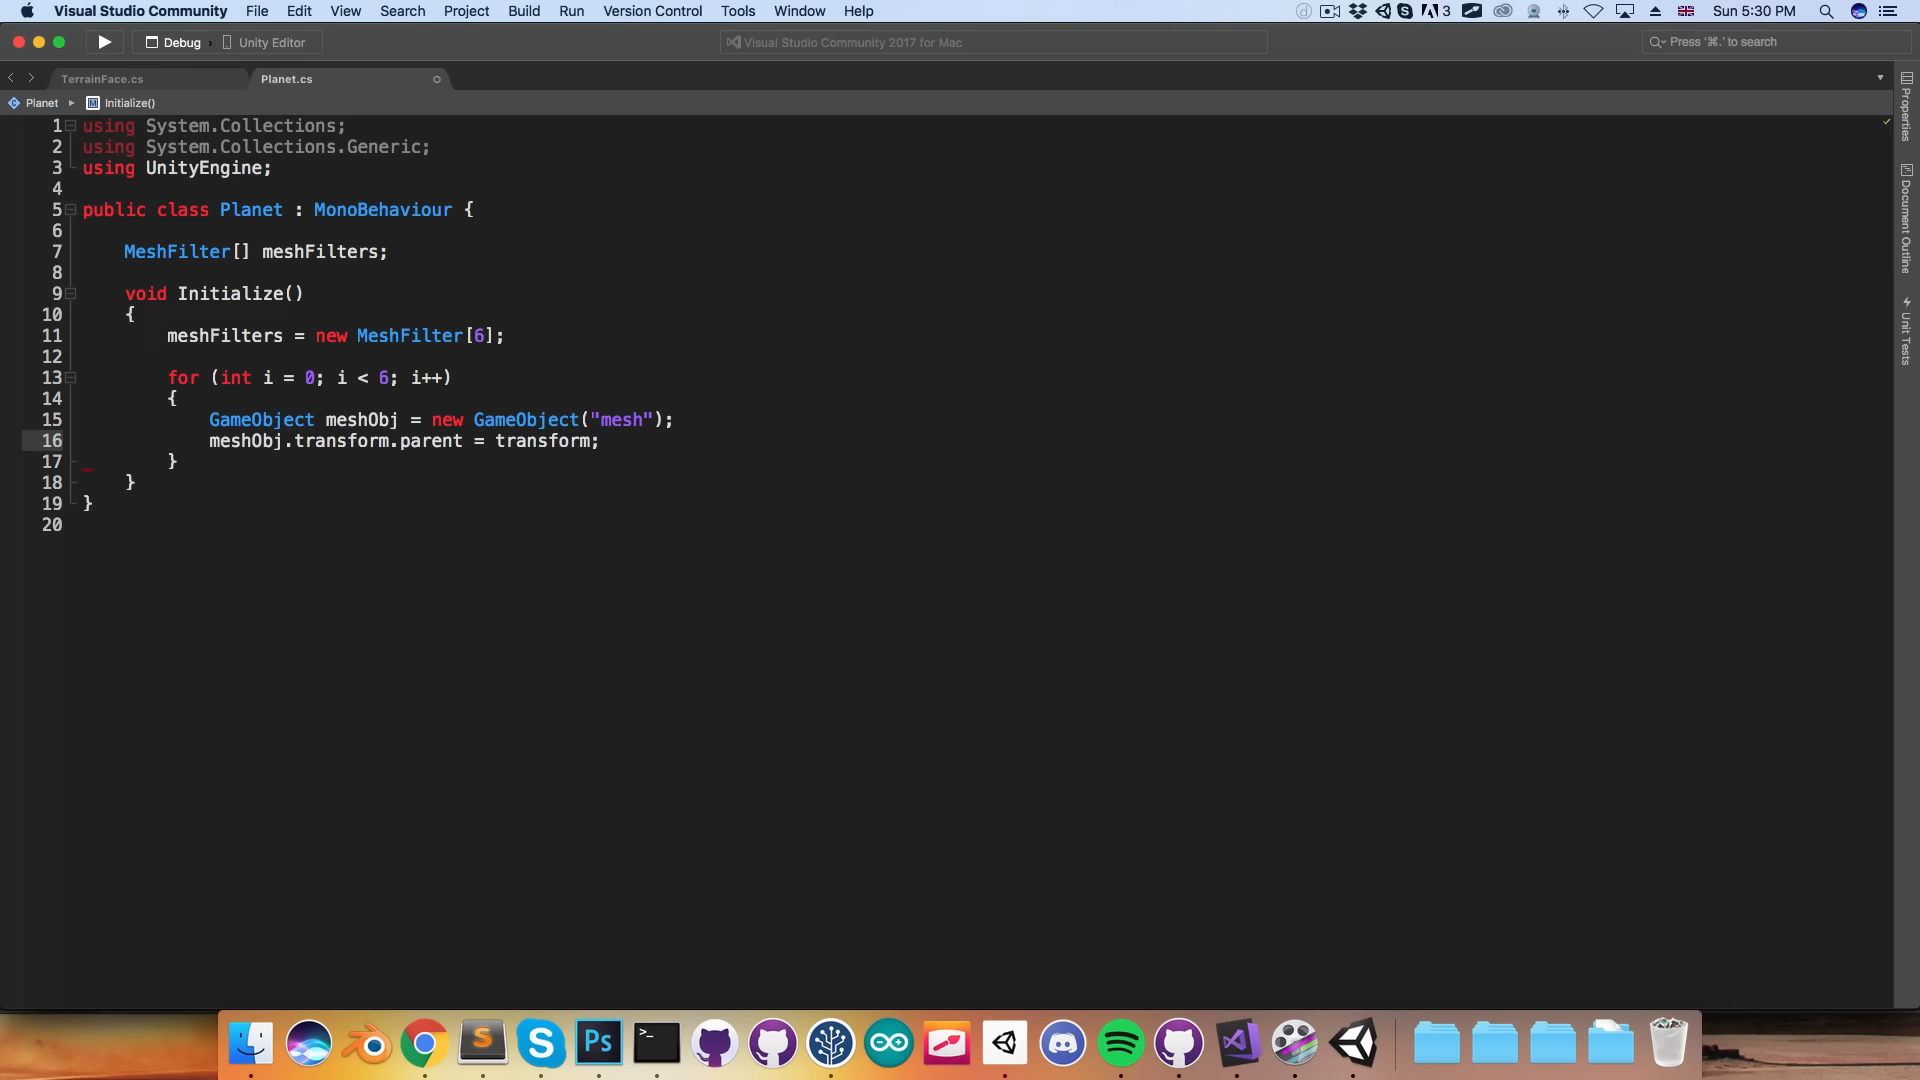 Visual Studio Community File Edit View Search Project Build Run Version Control Tools Window Help 3 Sun 5:30 PM
Debug › Unity Editor Visual Studio Community 2017 for Mac Press '⌘.' to search
TerrainFace.cs Planet.cs
Planet M Initialize()
1 using System.Collections;
2 using System.Collections.Generic;
3 using UnityEngine;
4
5 public class Planet : MonoBehaviour {
6
7 MeshFilter[] meshFilters;
8
9 void Initialize()
10 {
11 meshFilters = new MeshFilter[6];
12
13 for (int i = 0; i < 6; i++)
14 {
15 GameObject meshObj = new GameObject("mesh");
16 meshObj.transform.parent = transform;
17 }
18 }
19 }
20
Properties
Document Outline
Unit Tests
S S Ps >_